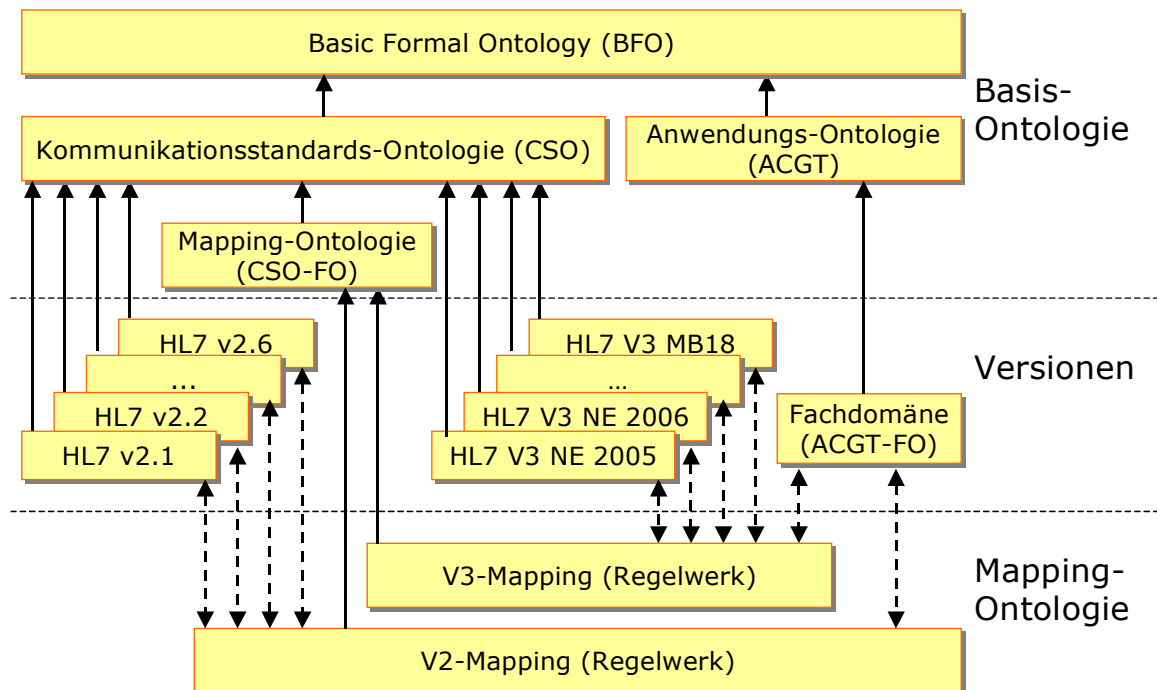 Basic Formal Ontology (BFO)
Basis-
Ontologie
Kommunikationsstandards-Ontologie (CSO)
Anwendungs-Ontologie
(ACGT)
Mapping-Ontologie
(CSO-FO)
HL7 v2.6
...
HL7 v2.2
HL7 v2.1
HL7 V3 MB18
...
HL7 V3 NE 2006
HL7 V3 NE 2005
Fachdomäne
(ACGT-FO)
Versionen
V3-Mapping (Regelwerk)
Mapping-
Ontologie
V2-Mapping (Regelwerk)